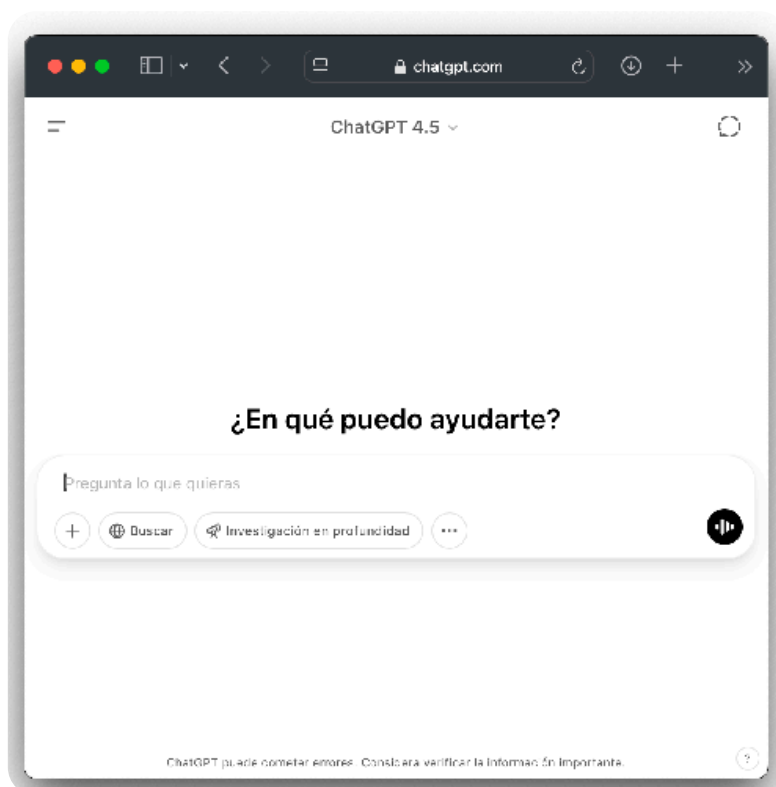 chatgpt.com
ChatGPT 4.5
¿En qué puedo ayudarte?
Pregunta lo que quieras
Buscar
Investigación en profundidad
ChatGPT puede cometer errores. Considera verificar la información importante.
?